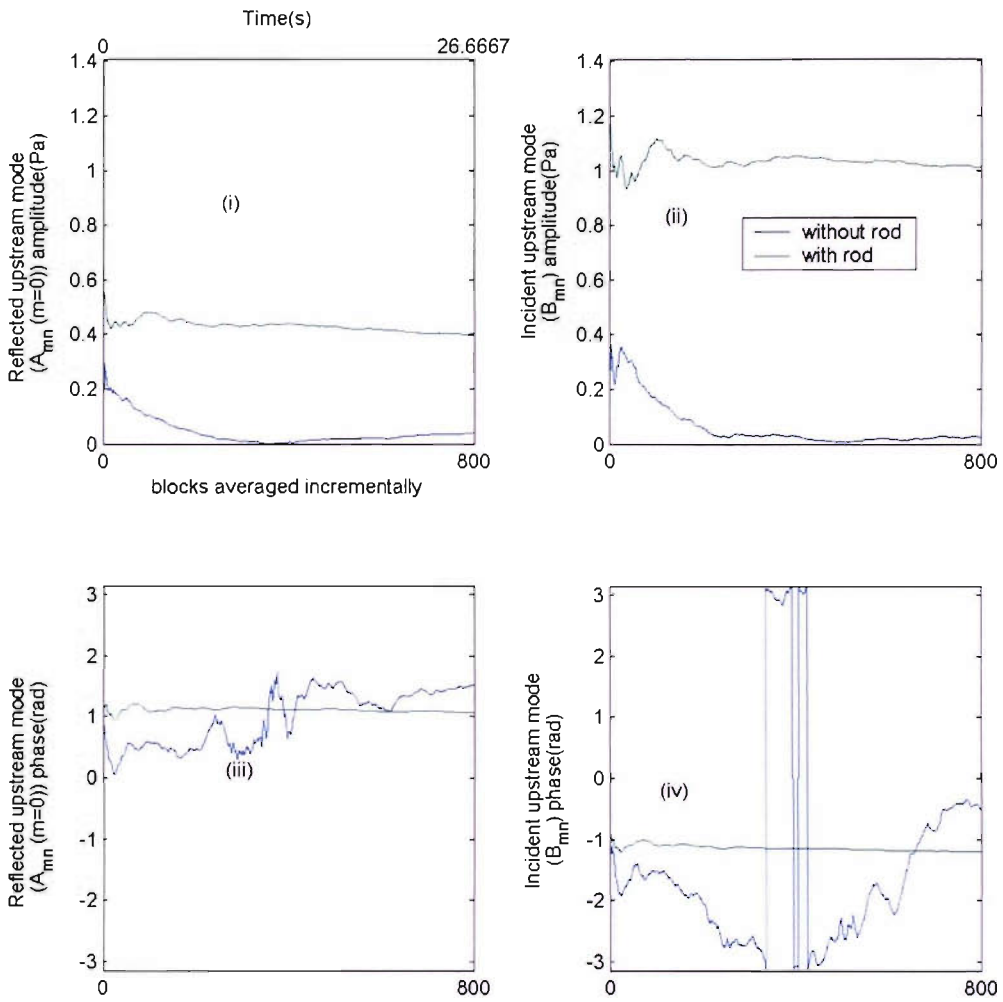 Time(s)
0 26.6667
1.4
1.2
1
0.8
0.6
0.4
0.2
0
Reflected upstream mode
(A_mn (m=0)) amplitude(Pa)
(i)
0 800
blocks averaged incrementally
1.4
1.2
1
0.8
0.6
0.4
0.2
0
Incident upstream mode
(B_mn) amplitude(Pa)
(ii)
without rod
with rod
0 800
3
2
1
0
-1
-2
-3
Reflected upstream mode
(A_mn (m=0)) phase(rad)
(iii)
0 800
3
2
1
0
-1
-2
-3
Incident upstream mode
(B_mn) phase(rad)
(iv)
0 800